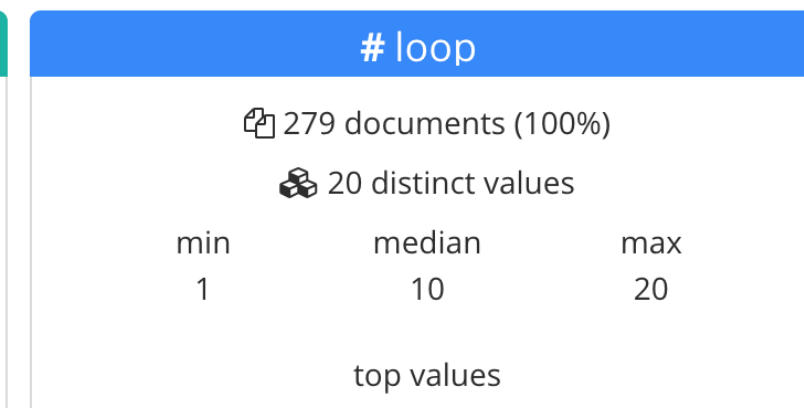 # loop
279 documents (100%)
20 distinct values
min median max
1 10 20
top values